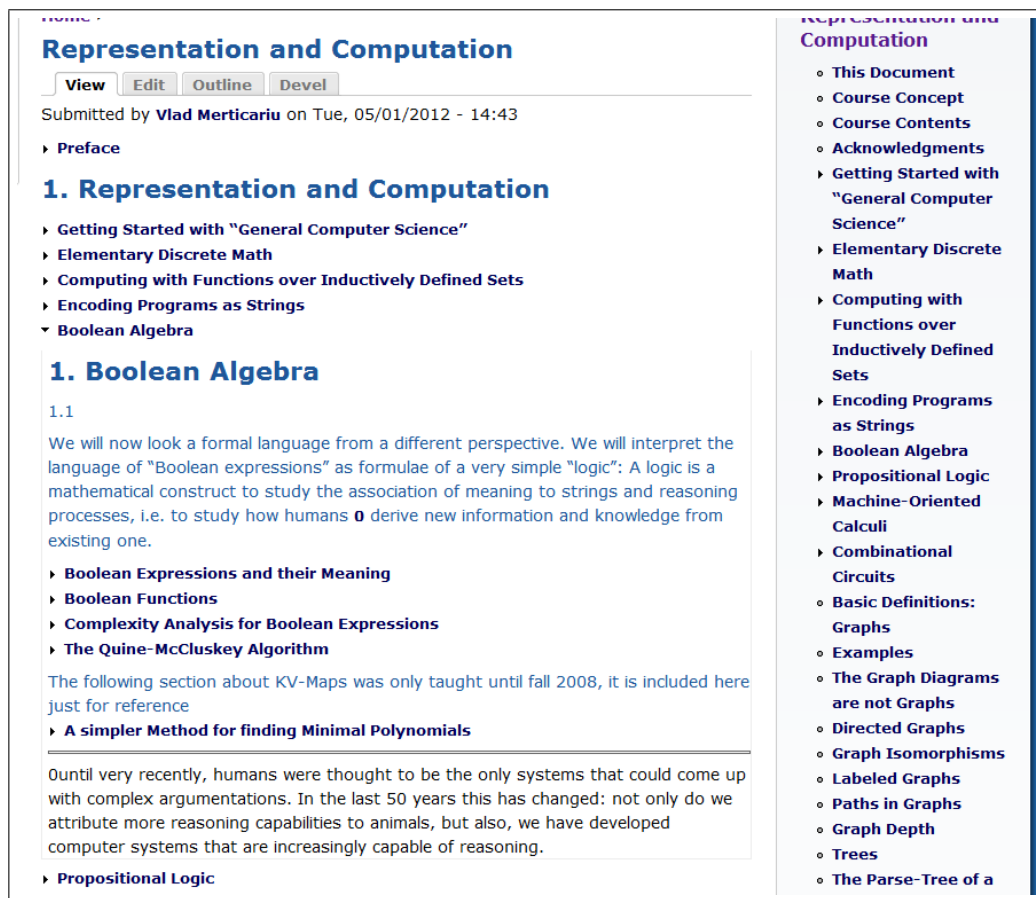 Home ›
Representation and Computation
View Edit Outline Devel
Submitted by Vlad Merticariu on Tue, 05/01/2012 - 14:43
Preface
1. Representation and Computation
Getting Started with “General Computer Science”
Elementary Discrete Math
Computing with Functions over Inductively Defined Sets
Encoding Programs as Strings
Boolean Algebra
1. Boolean Algebra
1.1
We will now look a formal language from a different perspective. We will interpret the
language of “Boolean expressions” as formulae of a very simple “logic”: A logic is a
mathematical construct to study the association of meaning to strings and reasoning
processes, i.e. to study how humans 0 derive new information and knowledge from
existing one.
Boolean Expressions and their Meaning
Boolean Functions
Complexity Analysis for Boolean Expressions
The Quine-McCluskey Algorithm
The following section about KV-Maps was only taught until fall 2008, it is included here
just for reference
A simpler Method for finding Minimal Polynomials
0until very recently, humans were thought to be the only systems that could come up
with complex argumentations. In the last 50 years this has changed: not only do we
attribute more reasoning capabilities to animals, but also, we have developed
computer systems that are increasingly capable of reasoning.
Propositional Logic
Representation and
Computation
This Document
Course Concept
Course Contents
Acknowledgments
Getting Started with
“General Computer
Science”
Elementary Discrete
Math
Computing with
Functions over
Inductively Defined
Sets
Encoding Programs
as Strings
Boolean Algebra
Propositional Logic
Machine-Oriented
Calculi
Combinational
Circuits
Basic Definitions:
Graphs
Examples
The Graph Diagrams
are not Graphs
Directed Graphs
Graph Isomorphisms
Labeled Graphs
Paths in Graphs
Graph Depth
Trees
The Parse-Tree of a